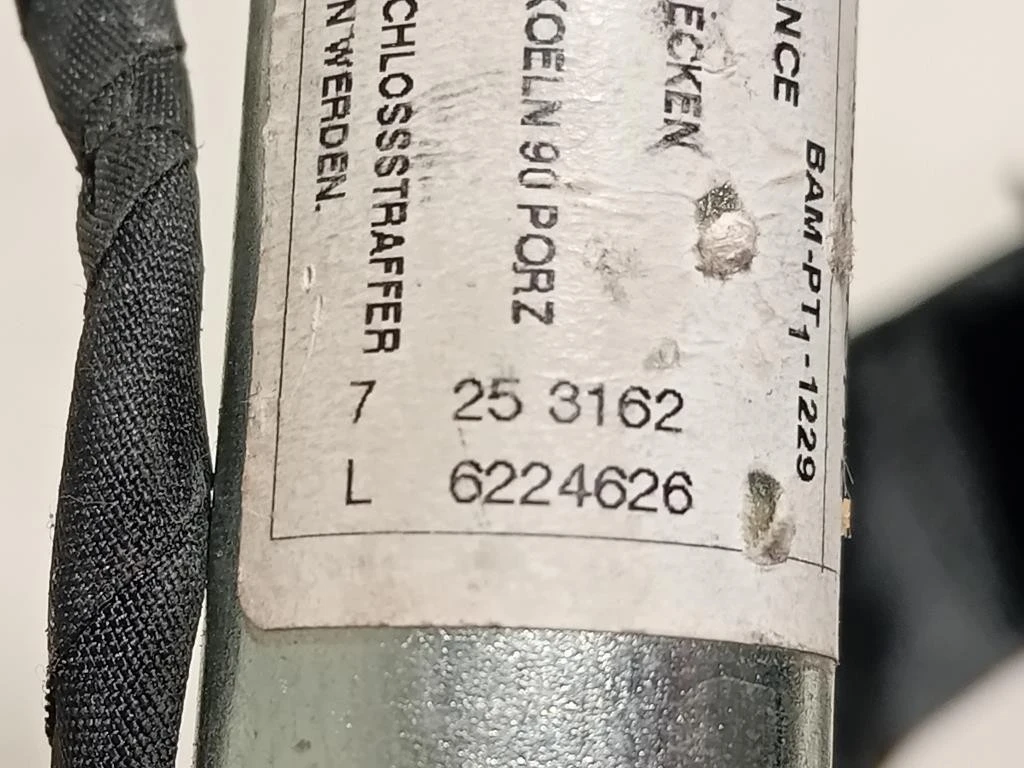 NCE
BAM-PT1-1229
ECKEN
KOELN 90 PORZ
CHLOSSSTRAFFER
N WERDEN.
7 25 3162
L 6224626